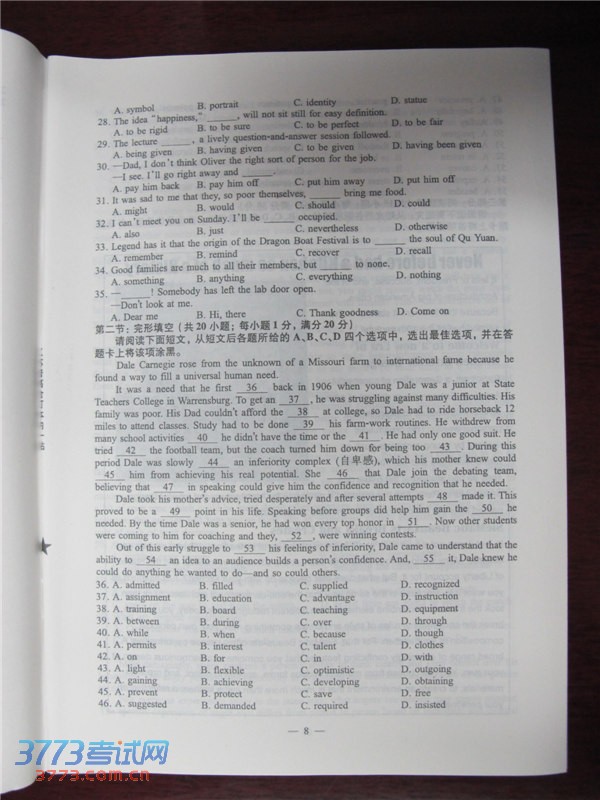 A. symbol B. portrait C. identity D. statue
28. The idea “happiness,” ______, will not sit still for easy definition.
A. to be rigid B. to be sure C. to be perfect D. to be fair
29. The lecture ______, a lively question-and-answer session followed.
A. being given B. having given C. to be given D. having been given
30. —Dad, I don't think Oliver the right sort of person for the job.
—I see. I'll go right away and ______.
A. pay him back B. pay him off C. put him away D. put him off
31. It was sad to me that they, so poor themselves, ______ bring me food.
A. might B. would C. should D. could
32. I can't meet you on Sunday. I'll be ______ occupied.
A. also B. just C. nevertheless D. otherwise
33. Legend has it that the origin of the Dragon Boat Festival is to ______ the soul of Qu Yuan.
A. remember B. remind C. recover D. recall
34. Good families are much to all their members, but ______ to none.
A. something B. anything C. everything D. nothing
35. —______! Somebody has left the lab door open.
—Don't look at me.
A. Dear me B. Hi, there C. Thank goodness D. Come on
第二节：完形填空（共20小题；每小题1分，满分20分）
请阅读下面短文，从短文后各题所给的A、B、C、D四个选项中，选出最佳选项，并在答
题卡上将该项涂黑。
Dale Carnegie rose from the unknown of a Missouri farm to international fame because he
found a way to fill a universal human need.
It was a need that he first 36 back in 1906 when young Dale was a junior at State
Teachers College in Warrensburg. To get an 37, he was struggling against many difficulties. His
family was poor. His Dad couldn't afford the 38 at college, so Dale had to ride horseback 12
miles to attend classes. Study had to be done 39 his farm-work routines. He withdrew from
many school activities 40 he didn't have the time or the 41. He had only one good suit. He
tried 42 the football team, but the coach turned him down for being too 43. During this
period Dale was slowly 44 an inferiority complex (自卑感), which his mother knew could
45 him from achieving his real potential. She 46 that Dale join the debating team,
believing that 47 in speaking could give him the confidence and recognition that he needed.
Dale took his mother's advice, tried desperately and after several attempts 48 made it. This
proved to be a 49 point in his life. Speaking before groups did help him gain the 50 he
needed. By the time Dale was a senior, he had won every top honor in 51. Now other students
were coming to him for coaching and they, 52, were winning contests.
Out of this early struggle to 53 his feelings of inferiority, Dale came to understand that the
ability to 54 an idea to an audience builds a person's confidence. And, 55 it, Dale knew he
could do anything he wanted to do—and so could others.
36. A. admitted B. filled C. supplied D. recognized
37. A. assignment B. education C. advantage D. instruction
38. A. training B. board C. teaching D. equipment
39. A. between B. during C. over D. through
40. A. while B. when C. because D. though
41. A. permits B. interest C. talent D. clothes
42. A. on B. for C. in D. with
43. A. light B. flexible C. optimistic D. outgoing
44. A. gaining B. achieving C. developing D. obtaining
45. A. prevent B. protect C. save D. free
46. A. suggested B. demanded C. required D. insisted
— 8 —
3773考试网
3773.com.cn